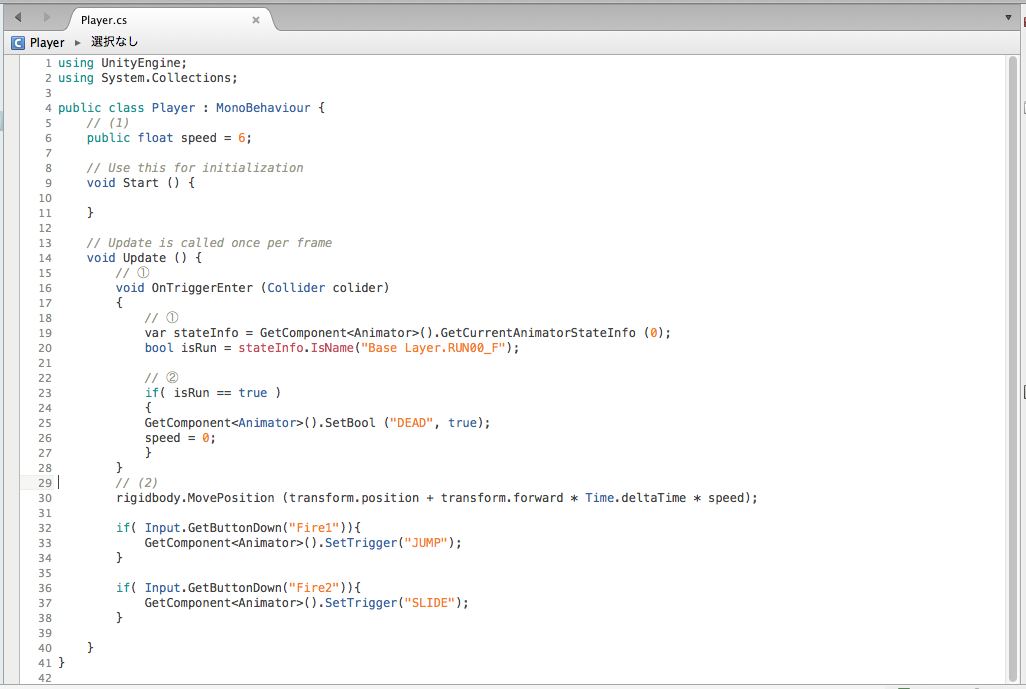 Player.cs
Player ▸ 選択なし
1 using UnityEngine;
2 using System.Collections;
3
4 public class Player : MonoBehaviour {
5     // (1)
6     public float speed = 6;
7
8     // Use this for initialization
9     void Start () {
10
11     }
12
13     // Update is called once per frame
14     void Update () {
15         // ①
16         void OnTriggerEnter (Collider colider)
17         {
18             // ①
19             var stateInfo = GetComponent<Animator>().GetCurrentAnimatorStateInfo (0);
20             bool isRun = stateInfo.IsName("Base Layer.RUN00_F");
21
22             // ②
23             if( isRun == true )
24             {
25             GetComponent<Animator>().SetBool ("DEAD", true);
26             speed = 0;
27             }
28         }
29         // (2)
30         rigidbody.MovePosition (transform.position + transform.forward * Time.deltaTime * speed);
31
32         if( Input.GetButtonDown("Fire1")){
33             GetComponent<Animator>().SetTrigger("JUMP");
34         }
35
36         if( Input.GetButtonDown("Fire2")){
37             GetComponent<Animator>().SetTrigger("SLIDE");
38         }
39
40     }
41 }
42